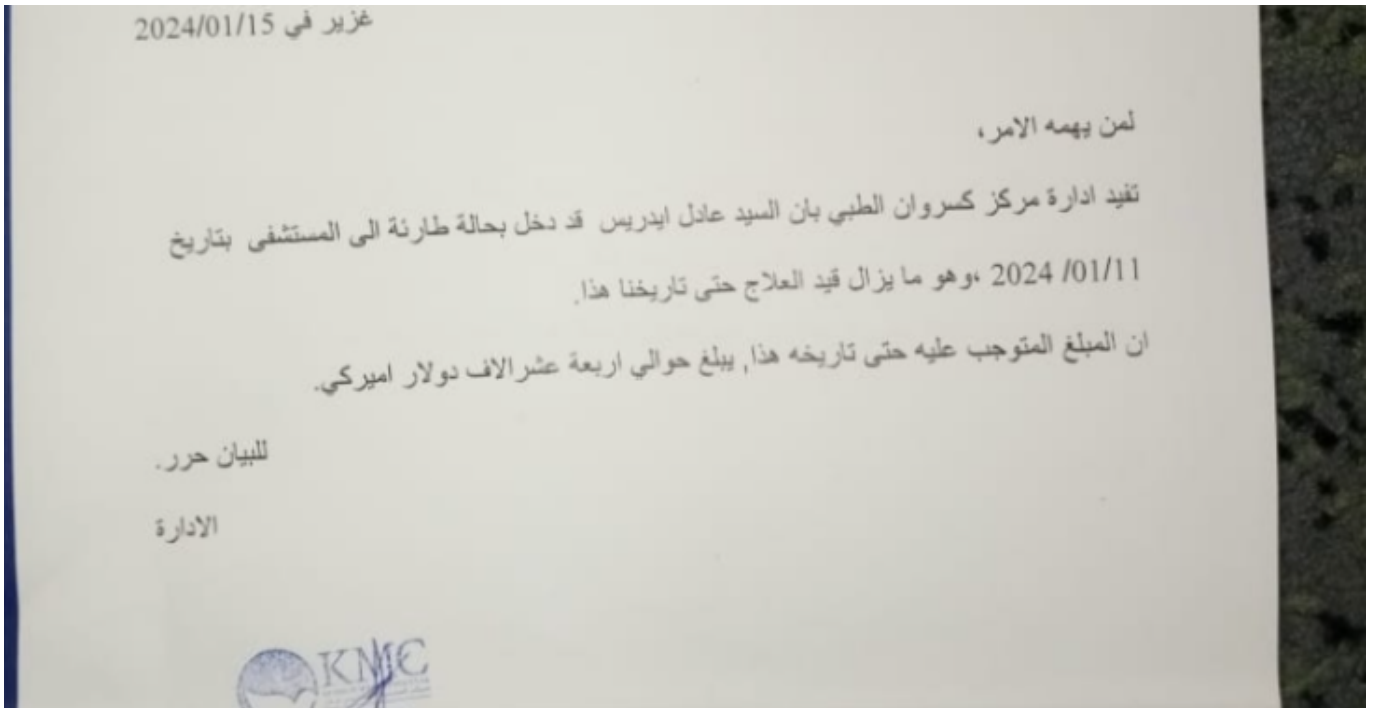 غزير في 2024/01/15
لمن يهمه الامر،
تفيد ادارة مركز كسروان الطبي بان السيد عادل ايدريس قد دخل بحالة طارئة الى المستشفى بتاريخ
2024 /01/11 ،وهو ما يزال قيد العلاج حتى تاريخنا هذا.
ان المبلغ المتوجب عليه حتى تاريخه هذا, يبلغ حوالي اربعة عشرالاف دولار اميركي.
للبيان حرر.
الادارة
KMC